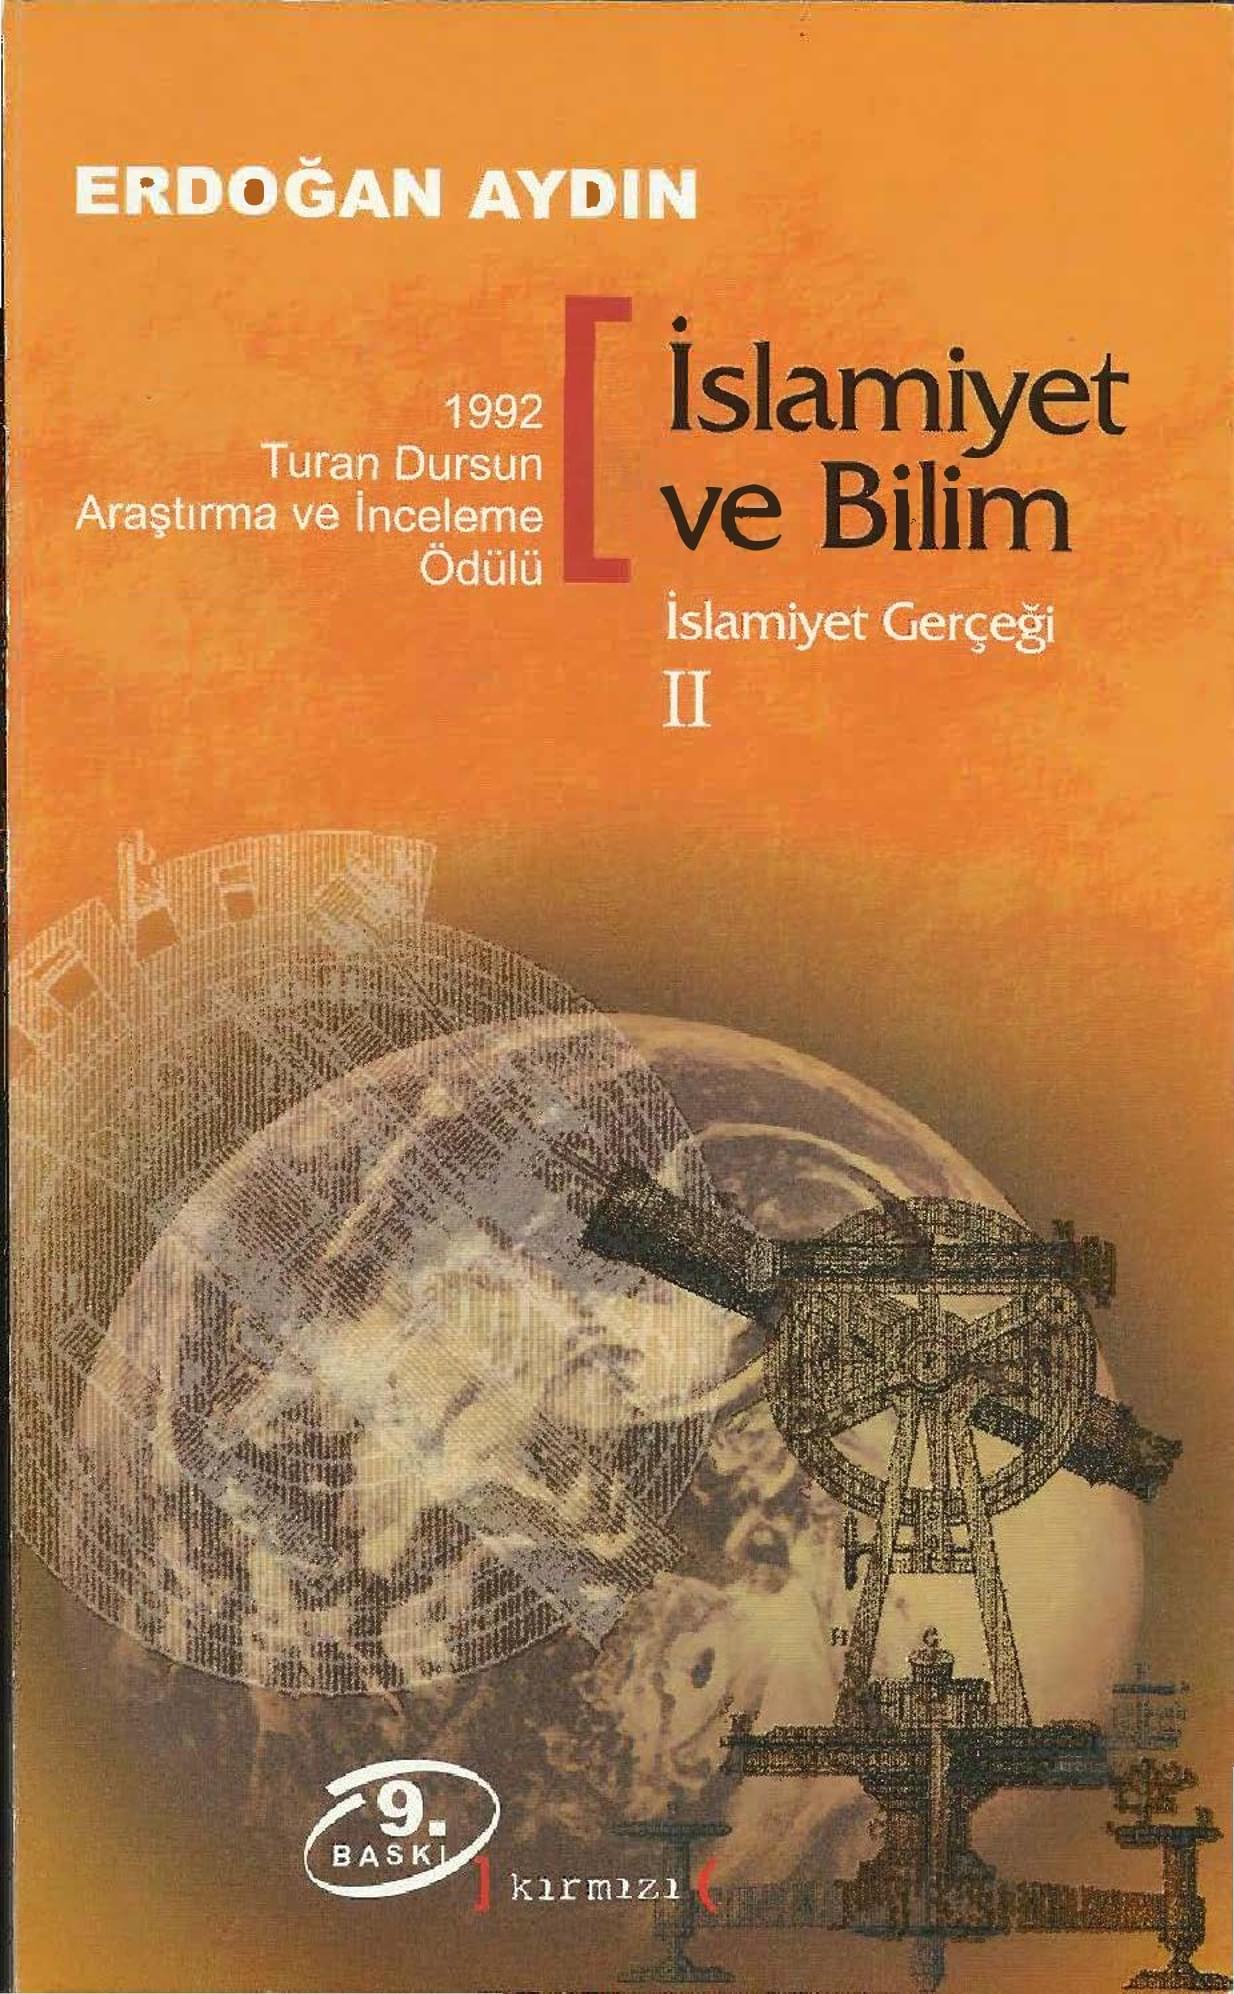 ERDOĞAN AYDIN
1992
Turan Dursun
Araştırma ve İnceleme
Ödülü
İslamiyet
ve Bilim
İslamiyet Gerçeği
II
H G
9.
BASKI
kırmızı